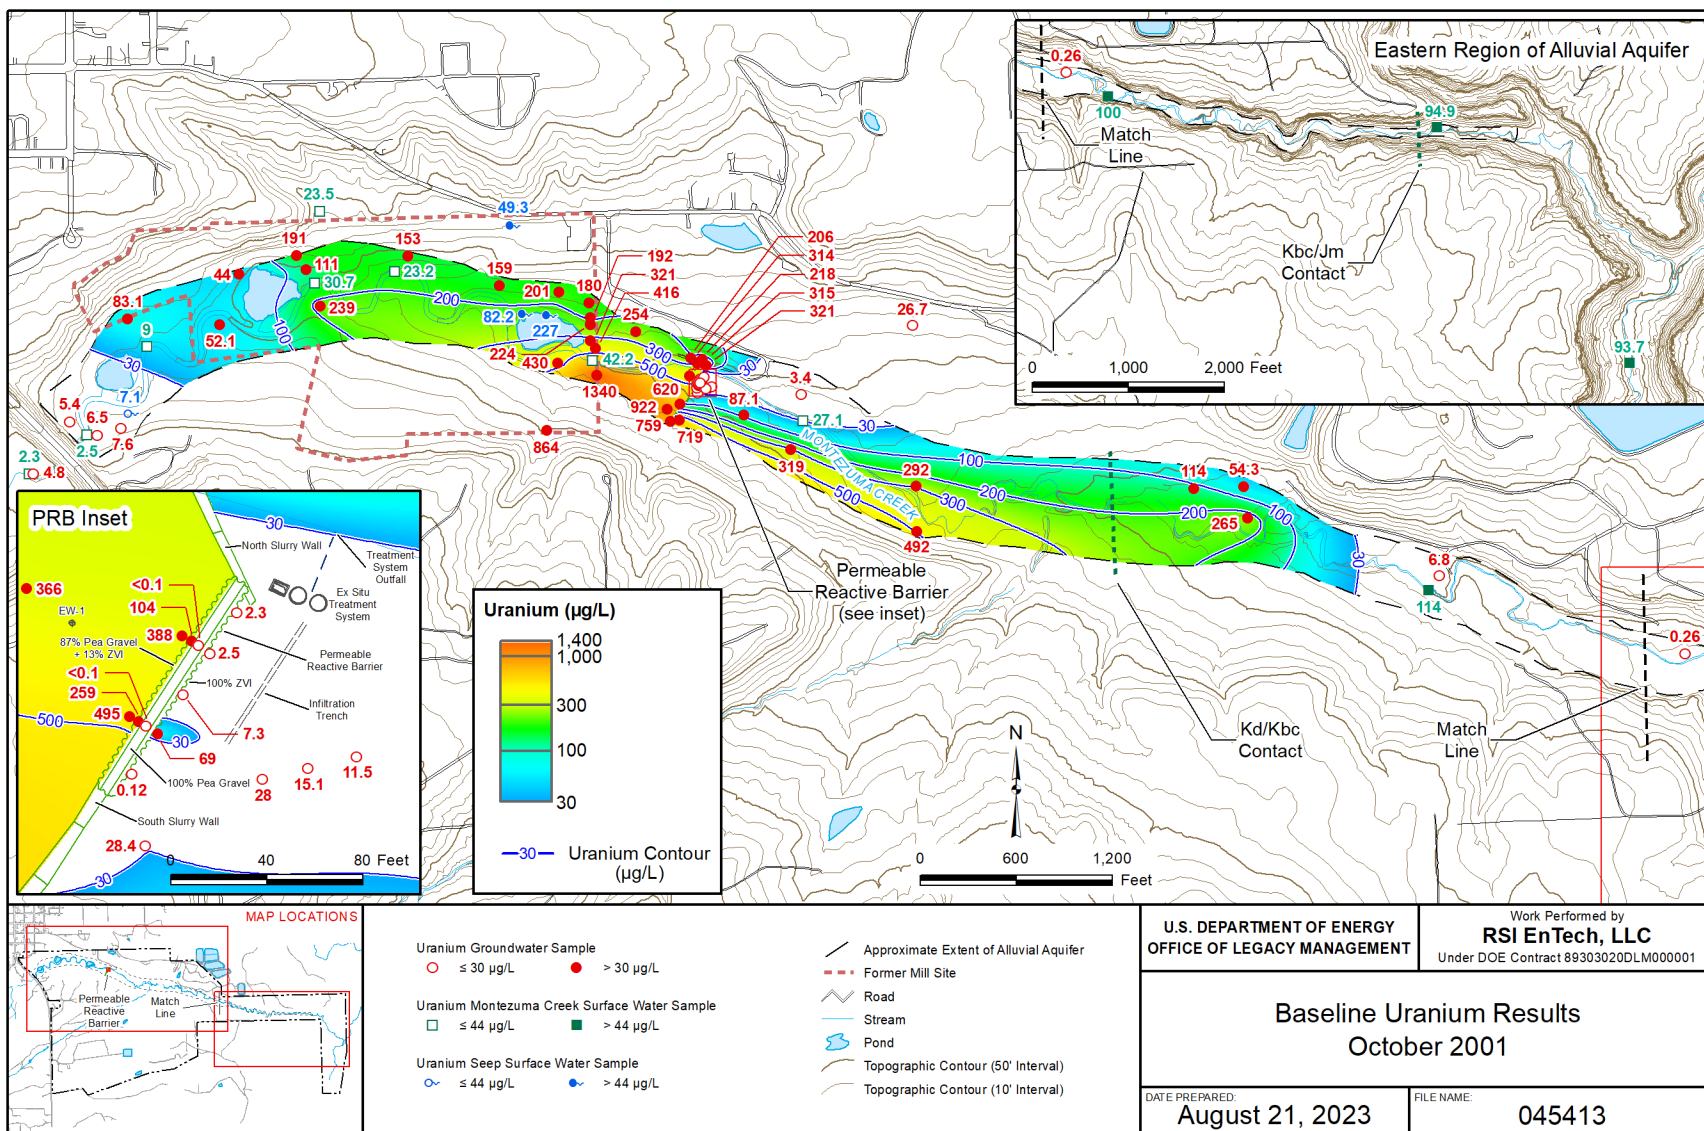 Eastern Region of Alluvial Aquifer
0.26
100
Match
Line
94.9
Kbc/Jm
Contact
93.7
0 1,000 2,000 Feet
23.5
49.3
191
153
111
44
30.7
23.2
159
83.1
239
200
201
180
192
321
416
206
314
218
315
321
26.7
9
52.1
100
82.2
227
254
30
224
430
42.2
300
500
30
3.4
7.1
1340
620
87.1
5.4
6.5
7.6
2.5
922
759
719
27.1
30
864
2.3
4.8
MONTEZUMA CREEK
319
292
100
200
300
500
492
114
54.3
200
265
100
30
6.8
114
0.26
Permeable
Reactive Barrier
(see inset)
Kd/Kbc
Contact
Match
Line
N
0 600 1,200
Feet
PRB Inset
30
North Slurry Wall
Treatment
System
Outfall
366
<0.1
104
EW-1
388
2.3
Ex Situ
Treatment
System
87% Pea Gravel
+ 13% ZVI
2.5
Permeable
Reactive Barrier
<0.1
259
100% ZVI
495
500
30
Infiltration
Trench
7.3
69
11.5
15.1
28
100% Pea Gravel
0.12
South Slurry Wall
28.4
30
0 40 80 Feet
Uranium (µg/L)
1,400
1,000
300
100
30
30 Uranium Contour
(µg/L)
MAP LOCATIONS
Permeable
Reactive
Barrier
Match
Line
Uranium Groundwater Sample
≤ 30 µg/L > 30 µg/L
Uranium Montezuma Creek Surface Water Sample
≤ 44 µg/L > 44 µg/L
Uranium Seep Surface Water Sample
≤ 44 µg/L > 44 µg/L
Approximate Extent of Alluvial Aquifer
Former Mill Site
Road
Stream
Pond
Topographic Contour (50' Interval)
Topographic Contour (10' Interval)
U.S. DEPARTMENT OF ENERGY
OFFICE OF LEGACY MANAGEMENT
Work Performed by
RSI EnTech, LLC
Under DOE Contract 89303020DLM000001
Baseline Uranium Results
October 2001
DATE PREPARED:
August 21, 2023
FILE NAME:
045413